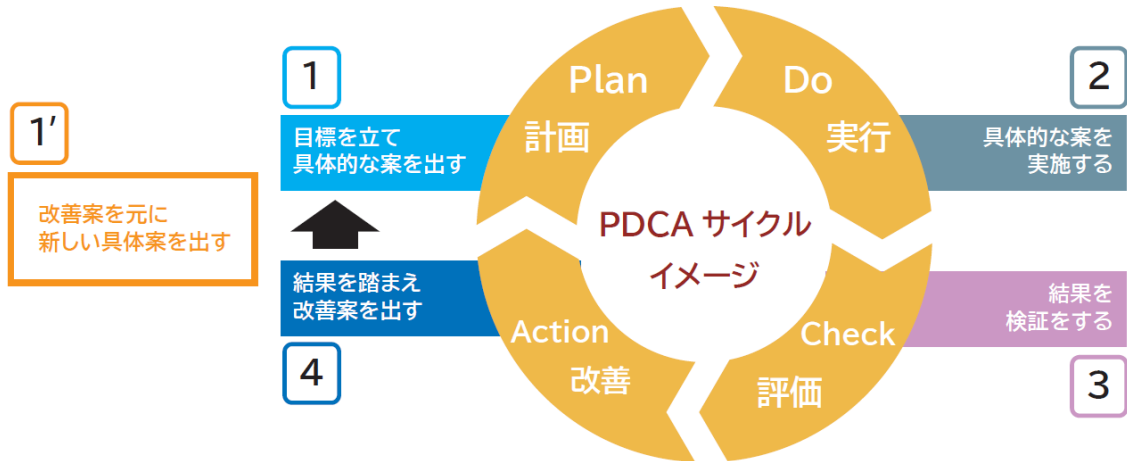 1
目標を立て
具体的な案を出す
Plan
計画
Do
実行
2
具体的な案を
実施する
1′
改善案を元に
新しい具体案を出す
PDCA サイクル
イメージ
結果を踏まえ
改善案を出す
4
Action
改善
Check
評価
結果を
検証をする
3